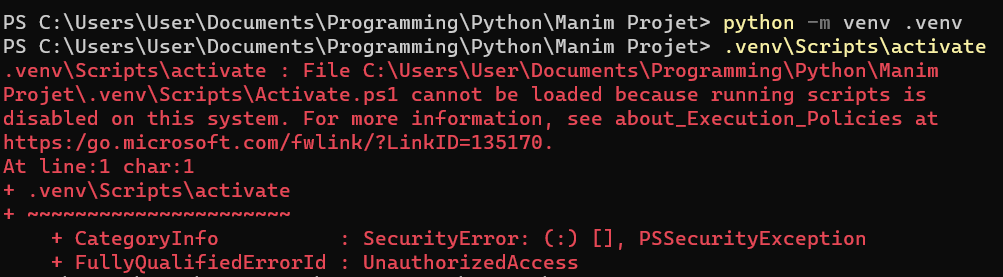 PS C:\Users\User\Documents\Programming\Python\Manim Projet> python -m venv .venv
PS C:\Users\User\Documents\Programming\Python\Manim Projet> .venv\Scripts\activate
.venv\Scripts\activate : File C:\Users\User\Documents\Programming\Python\Manim
Projet\.venv\Scripts\Activate.ps1 cannot be loaded because running scripts is
disabled on this system. For more information, see about_Execution_Policies at
https:/go.microsoft.com/fwlink/?LinkID=135170.
At line:1 char:1
+ .venv\Scripts\activate
+ ~~~~~~~~~~~~~~~~~~~~~~
    + CategoryInfo          : SecurityError: (:) [], PSSecurityException
    + FullyQualifiedErrorId : UnauthorizedAccess